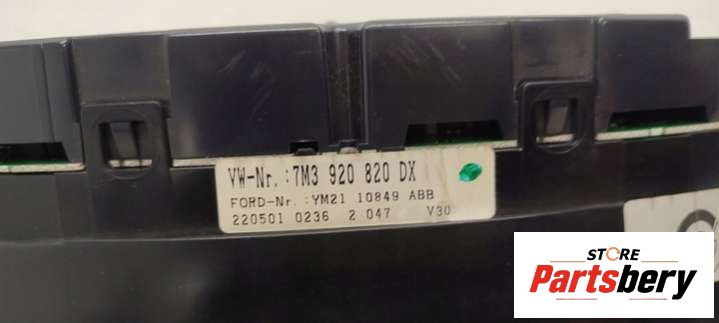 VW-Nr.:7M3 920 820 DX
FORD-Nr.:YM21 10849 ABB
220501 0236 2.047 V30
STORE
Partsbery